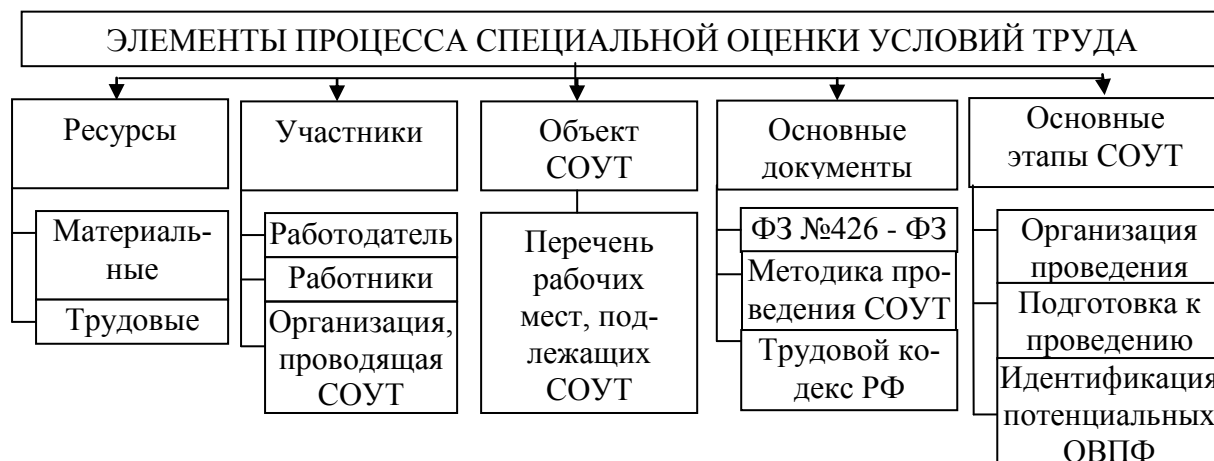 ЭЛЕМЕНТЫ ПРОЦЕССА СПЕЦИАЛЬНОЙ ОЦЕНКИ УСЛОВИЙ ТРУДА
Ресурсы
Материаль-
ные
Трудовые
Участники
Работодатель
Работники
Организация,
проводящая
СОУТ
Объект
СОУТ
Перечень
рабочих
мест, под-
лежащих
СОУТ
Основные
документы
ФЗ №426 - ФЗ
Методика про-
ведения СОУТ
Трудовой ко-
декс РФ
Основные
этапы СОУТ
Организация
проведения
Подготовка к
проведению
Идентификация
потенциальных
ОВПФ